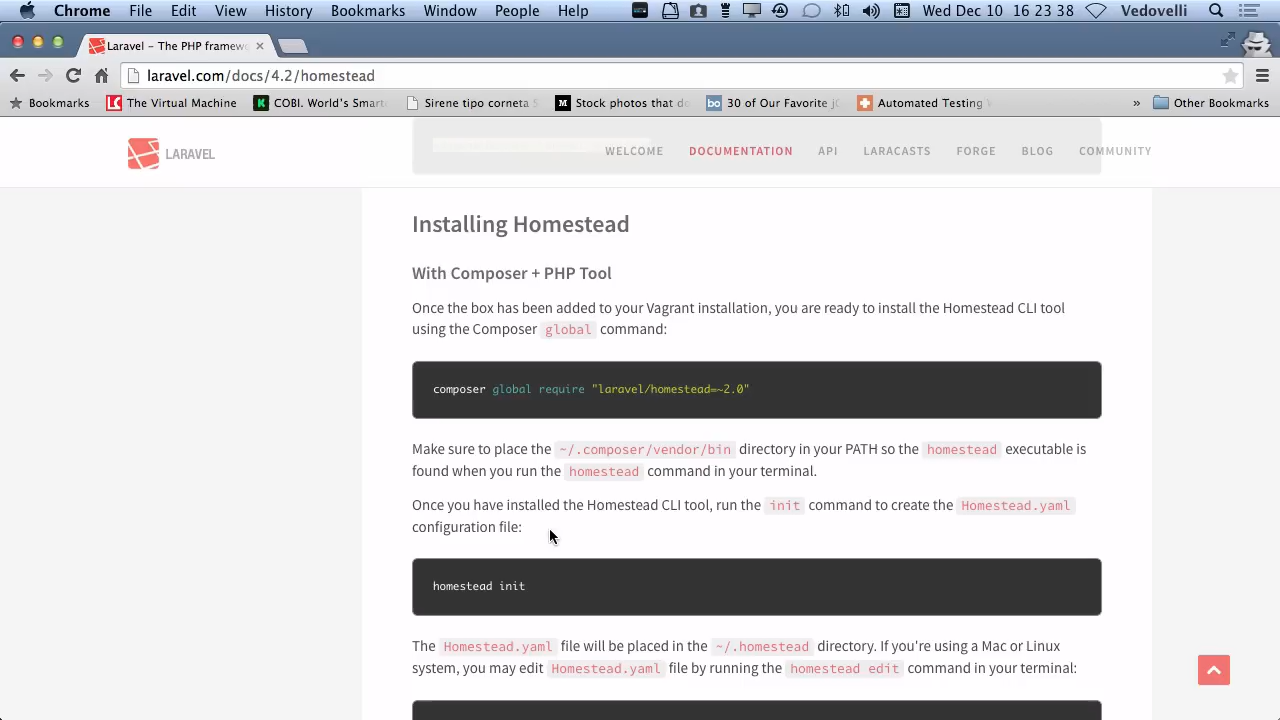 Chrome File Edit View History Bookmarks Window People Help Wed Dec 10 16 23 38 Vedovelli
Laravel – The PHP framew
laravel.com/docs/4.2/homestead
Bookmarks LC The Virtual Machine K COBI. World's Smart Sirene tipo corneta 5 M Stock photos that de bo 30 of Our Favorite j Automated Testing » Other Bookmarks
LARAVEL WELCOME DOCUMENTATION API LARACASTS FORGE BLOG COMMUNITY
Installing Homestead
With Composer + PHP Tool
Once the box has been added to your Vagrant installation, you are ready to install the Homestead CLI tool
using the Composer global command:
composer global require "laravel/homestead=~2.0"
Make sure to place the ~/.composer/vendor/bin directory in your PATH so the homestead executable is
found when you run the homestead command in your terminal.
Once you have installed the Homestead CLI tool, run the init command to create the Homestead.yaml
configuration file:
homestead init
The Homestead.yaml file will be placed in the ~/.homestead directory. If you're using a Mac or Linux
system, you may edit Homestead.yaml file by running the homestead edit command in your terminal: